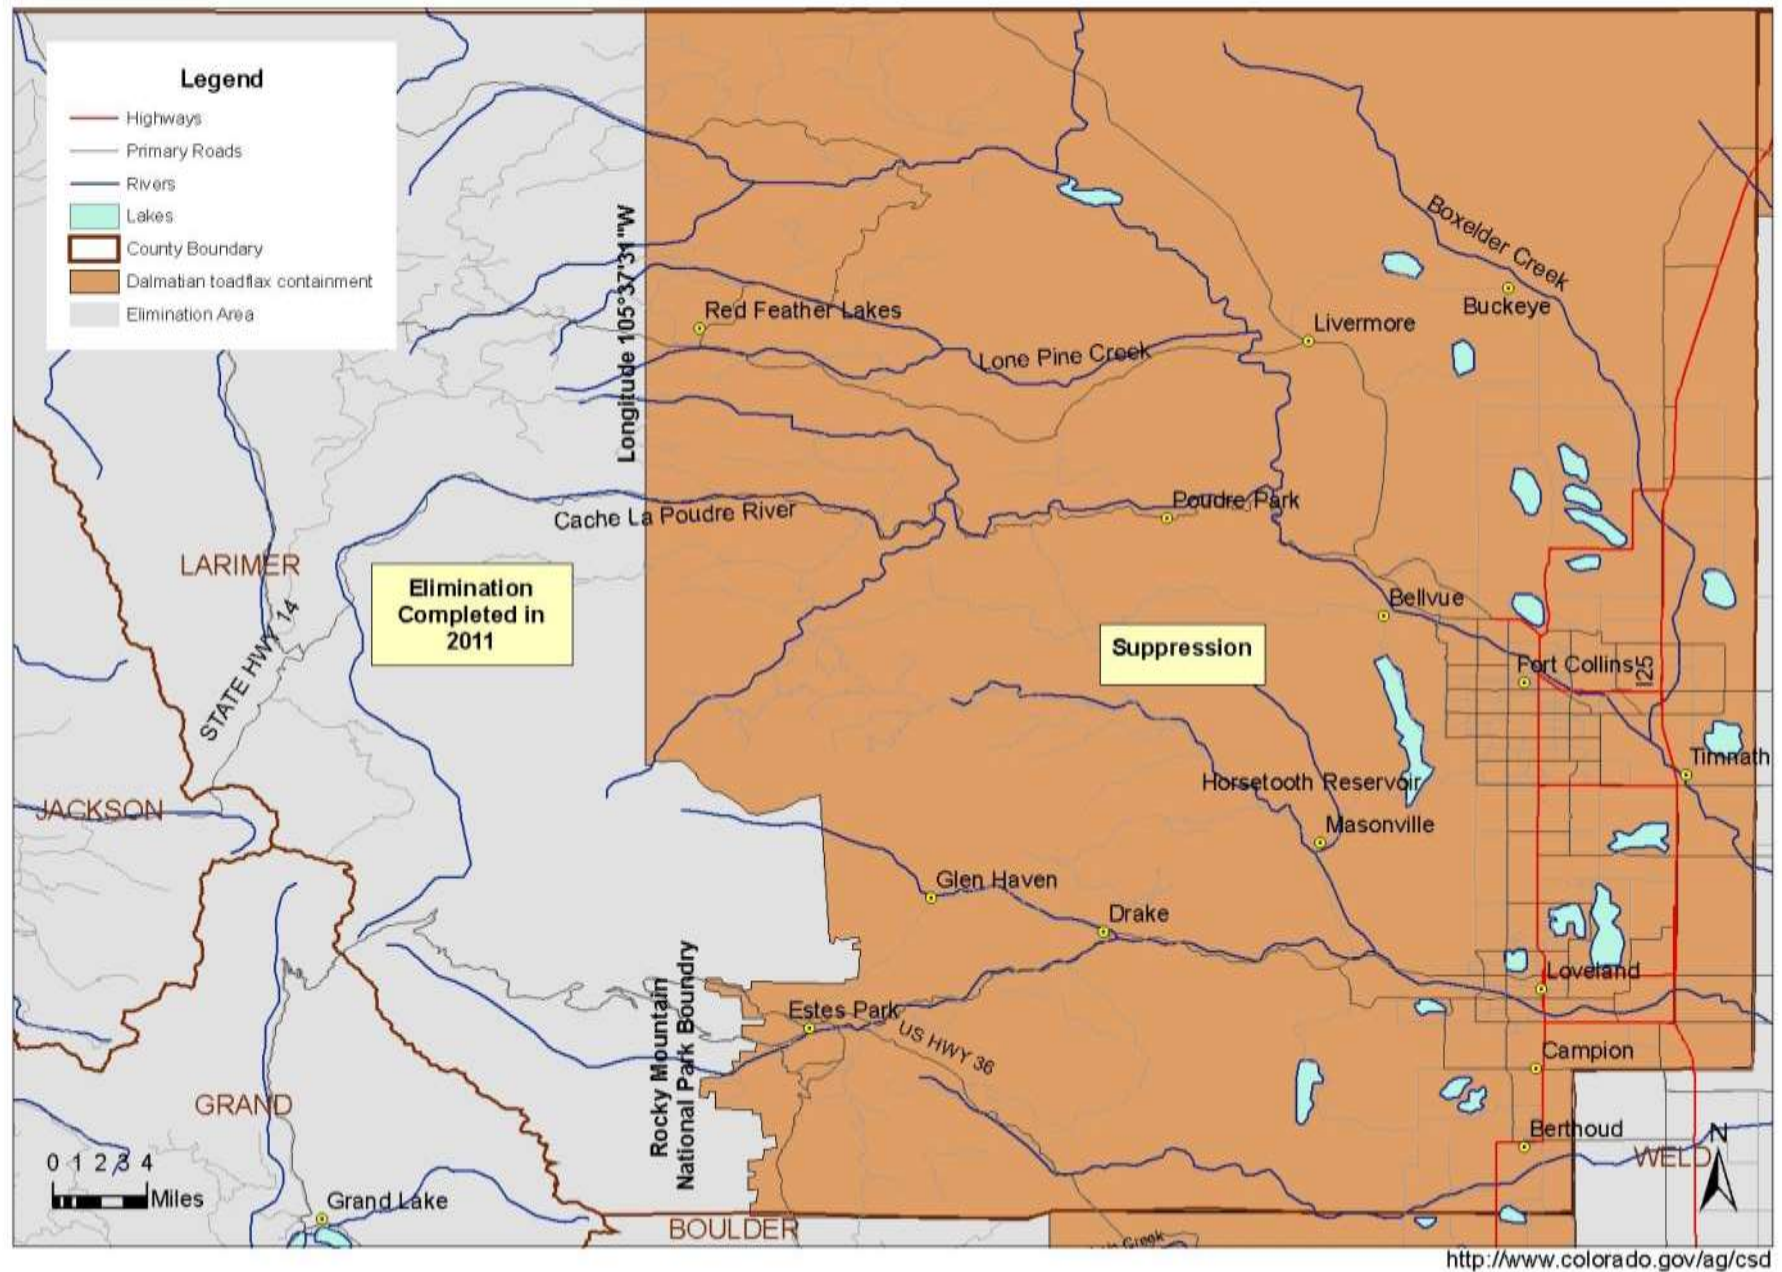 Legend
Highways
Primary Roads
Rivers
Lakes
County Boundary
Dalmatian toadflax containment
Elimination Area
Longitude 105°37'31"W
Boxelder Creek
Buckeye
Red Feather Lakes
Livermore
Lone Pine Creek
Poudre Park
Cache La Poudre River
LARIMER
Elimination
Completed in
2011
STATE HWY 14
Bellvue
Suppression
Fort Collins
I25
Timnath
Horsetooth Reservoir
JACKSON
Masonville
Glen Haven
Drake
Loveland
Rocky Mountain
National Park Boundry
Estes Park
US HWY 36
Campion
GRAND
Berthoud
N
WELD
0 1 2 3 4
Miles
Grand Lake
BOULDER
Creek
http://www.colorado.gov/ag/csd